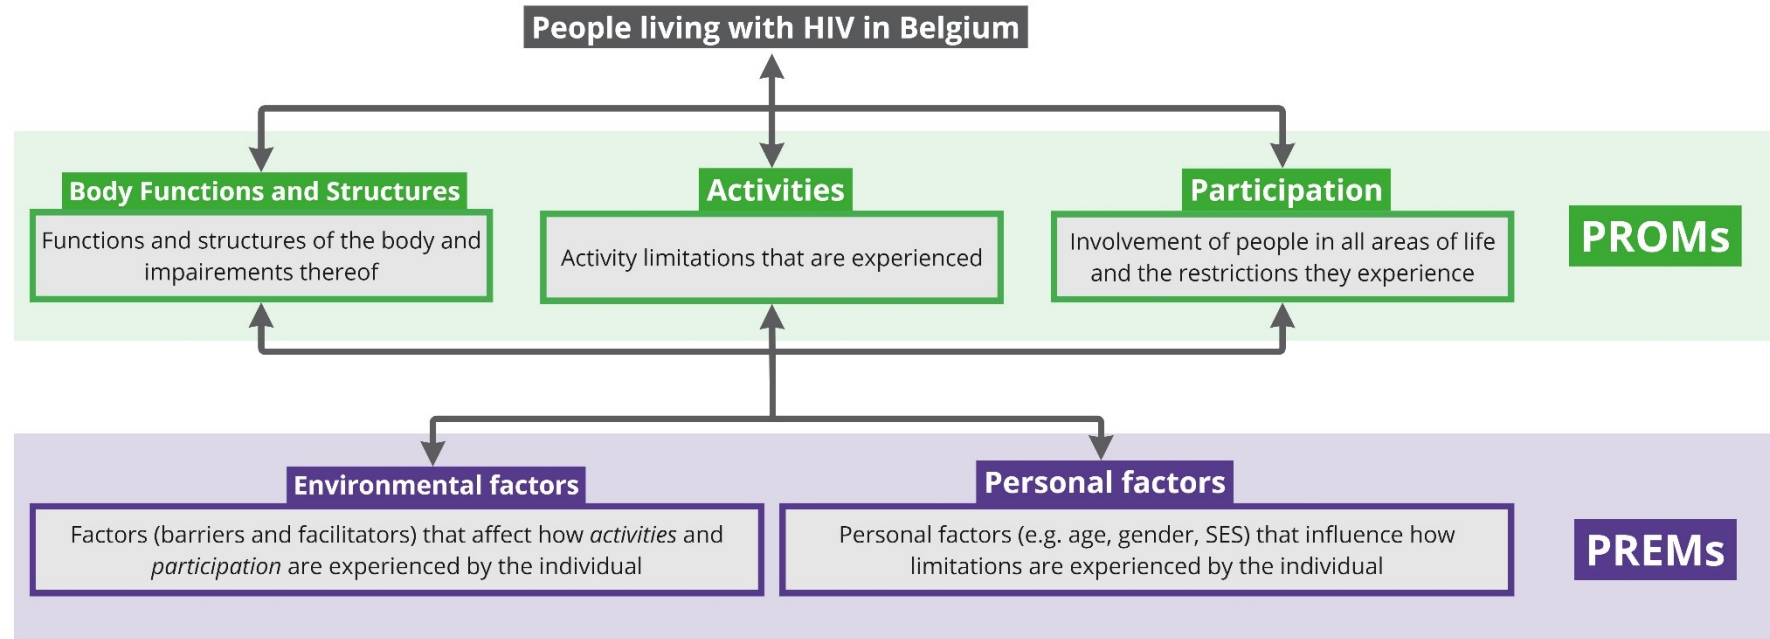 People living with HIV in Belgium
Body Functions and Structures
Functions and structures of the body and
impairements thereof
Activities
Activity limitations that are experienced
Participation
Involvement of people in all areas of life
and the restrictions they experience
PROMs
Environmental factors
Factors (barriers and facilitators) that affect how activities and
participation are experienced by the individual
Personal factors
Personal factors (e.g. age, gender, SES) that influence how
limitations are experienced by the individual
PREMs